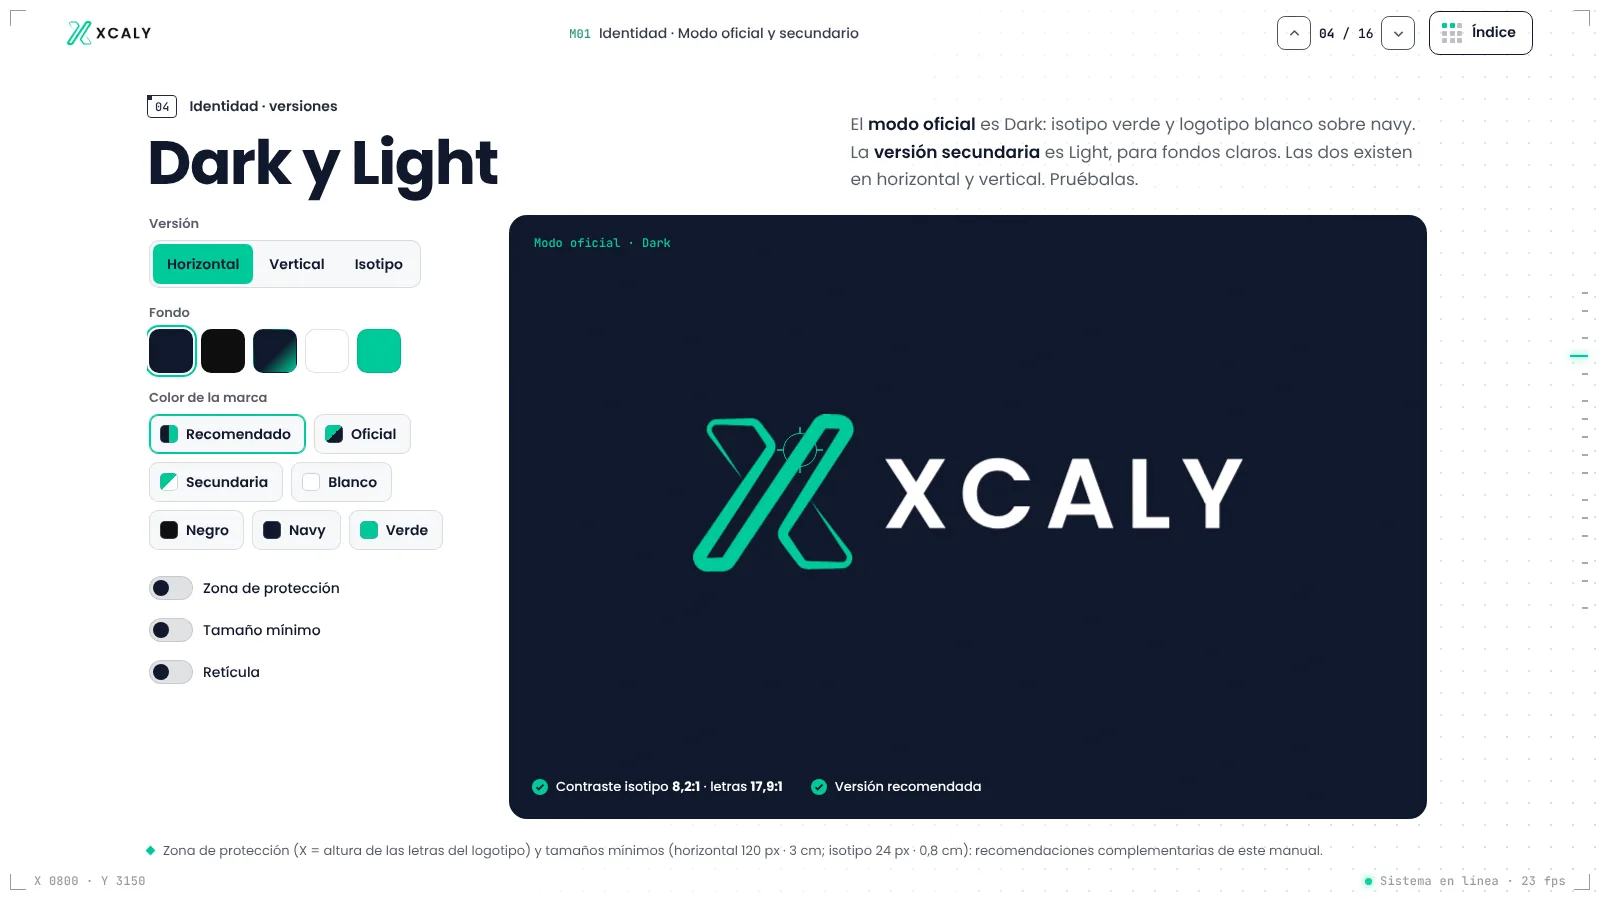 XCALY
M01 Identidad · Modo oficial y secundario
04 / 16
Índice
04 Identidad · versiones
Dark y Light
El modo oficial es Dark: isotipo verde y logotipo blanco sobre navy.
La versión secundaria es Light, para fondos claros. Las dos existen
en horizontal y vertical. Pruébalas.
Versión
Horizontal Vertical Isotipo
Fondo
Color de la marca
Recomendado Oficial
Secundaria Blanco
Negro Navy Verde
Zona de protección
Tamaño mínimo
Retícula
Modo oficial · Dark
XCALY
Contraste isotipo 8,2:1 · letras 17,9:1 Versión recomendada
Zona de protección (X = altura de las letras del logotipo) y tamaños mínimos (horizontal 120 px · 3 cm; isotipo 24 px · 0,8 cm): recomendaciones complementarias de este manual.
X 0800 · Y 3150
Sistema en línea · 23 fps